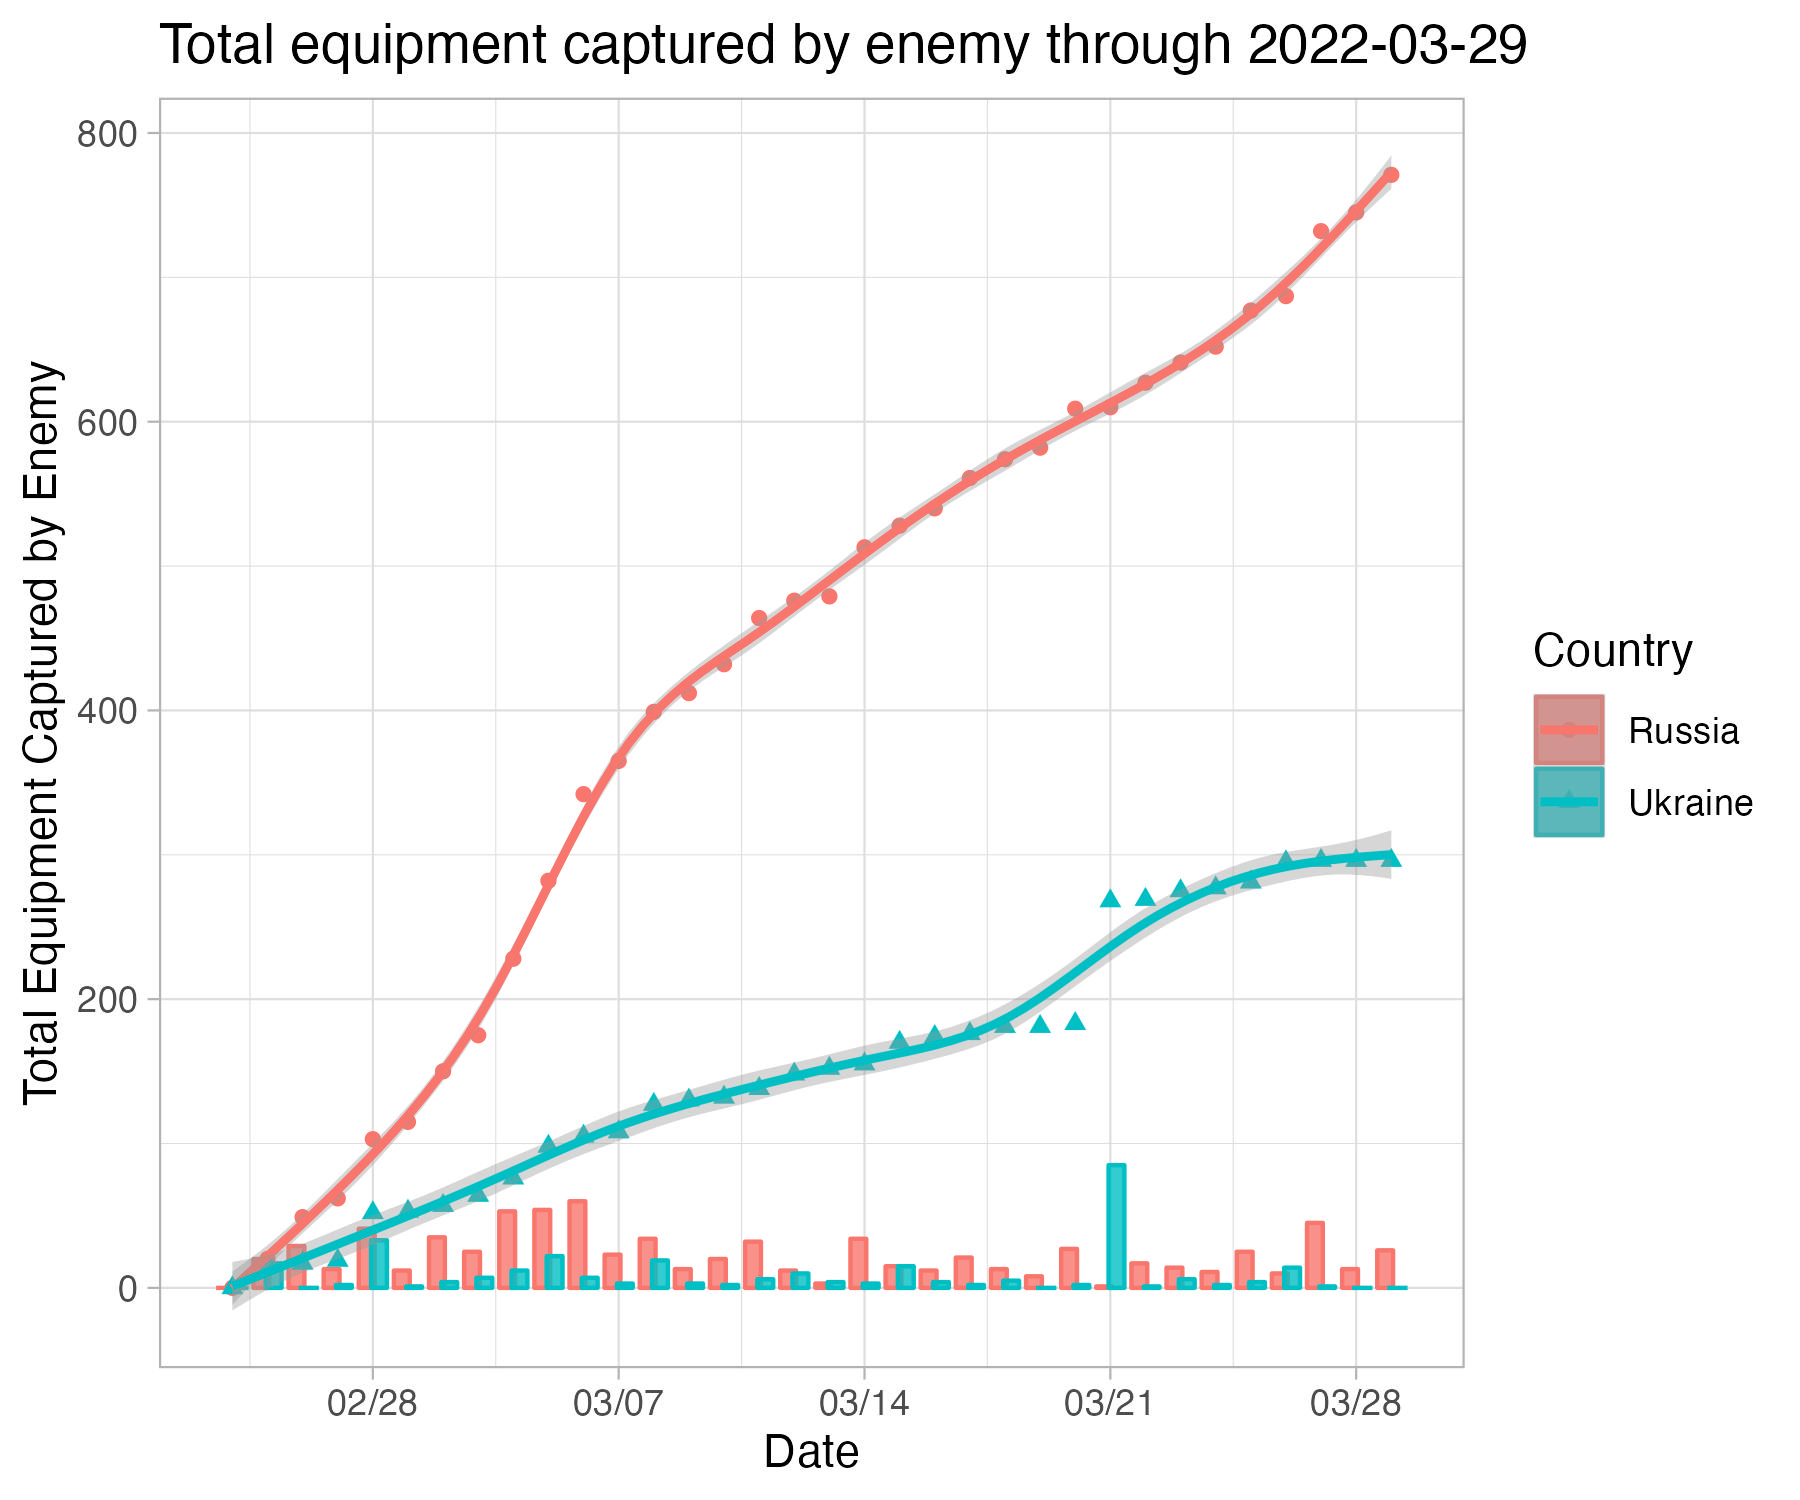 Total equipment captured by enemy through 2022-03-29
Total Equipment Captured by Enemy
800
600
400
200
0
02/28
03/07
03/14
03/21
03/28
Date
Country
Russia
Ukraine